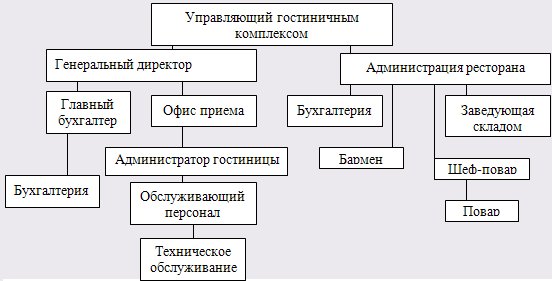 Управляющий гостиничным
комплексом
Генеральный директор
Администрация ресторана
Главный
бухгалтер
Офис приема
Бухгалтерия
Заведующая
складом
Администратор гостиницы
Бармен
Шеф-повар
Бухгалтерия
Обслуживающий
персонал
Повар
Техническое
обслуживание